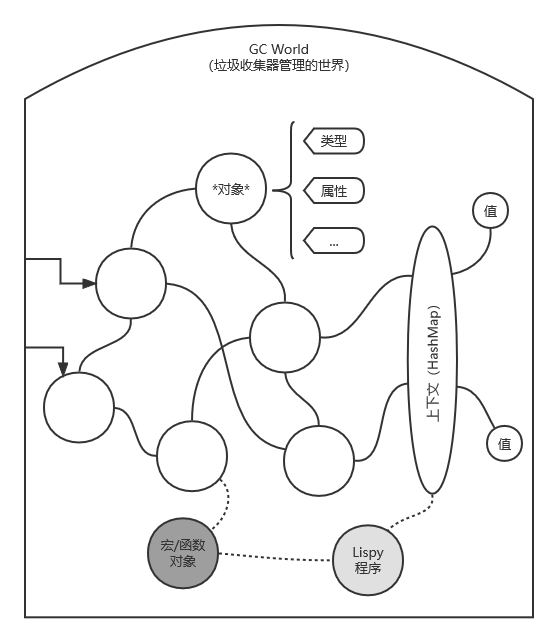 GC World
（垃圾收集器管理的世界）
*对象*
类型
属性
...
值
上下文（HashMap）
值
宏/函数
对象
Lispy
程序